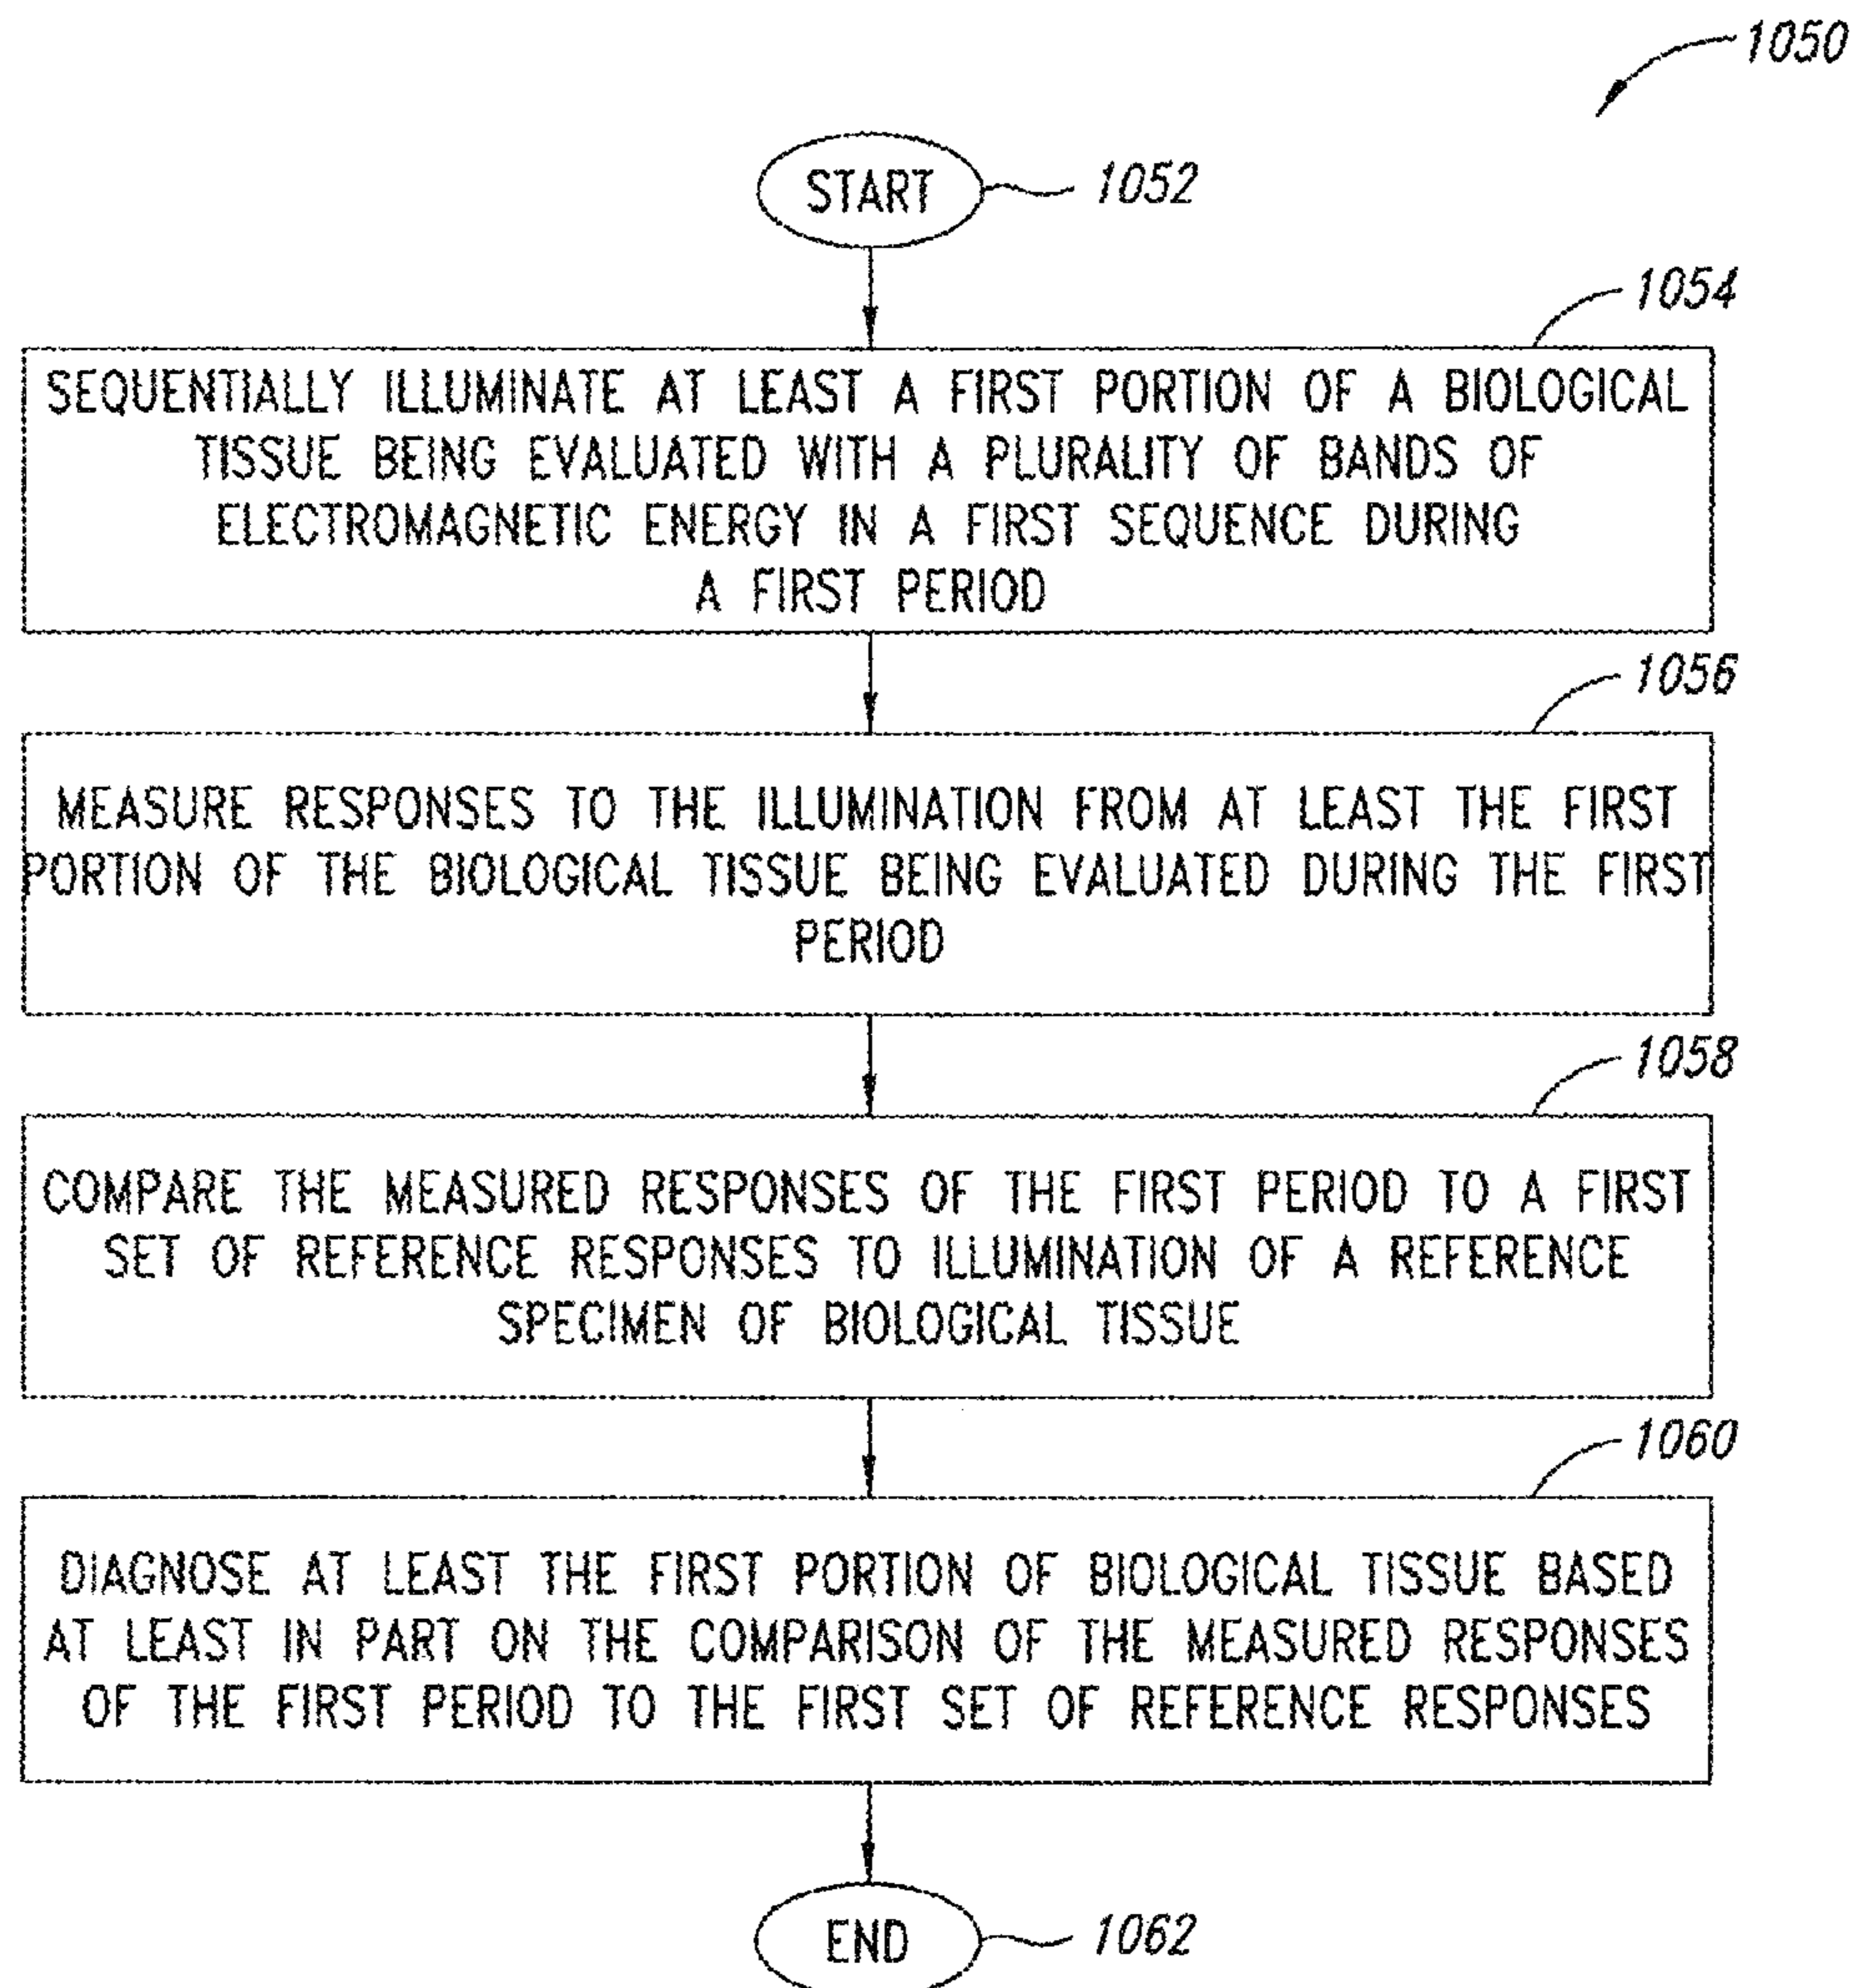 1050
START
1052
1054
SEQUENTIALLY ILLUMINATE AT LEAST A FIRST PORTION OF A BIOLOGICAL
TISSUE BEING EVALUATED WITH A PLURALITY OF BANDS OF
ELECTROMAGNETIC ENERGY IN A FIRST SEQUENCE DURING
A FIRST PERIOD
1056
MEASURE RESPONSES TO THE ILLUMINATION FROM AT LEAST THE FIRST
PORTION OF THE BIOLOGICAL TISSUE BEING EVALUATED DURING THE FIRST
PERIOD
1058
COMPARE THE MEASURED RESPONSES OF THE FIRST PERIOD TO A FIRST
SET OF REFERENCE RESPONSES TO ILLUMINATION OF A REFERENCE
SPECIMEN OF BIOLOGICAL TISSUE
1060
DIAGNOSE AT LEAST THE FIRST PORTION OF BIOLOGICAL TISSUE BASED
AT LEAST IN PART ON THE COMPARISON OF THE MEASURED RESPONSES
OF THE FIRST PERIOD TO THE FIRST SET OF REFERENCE RESPONSES
END
1062